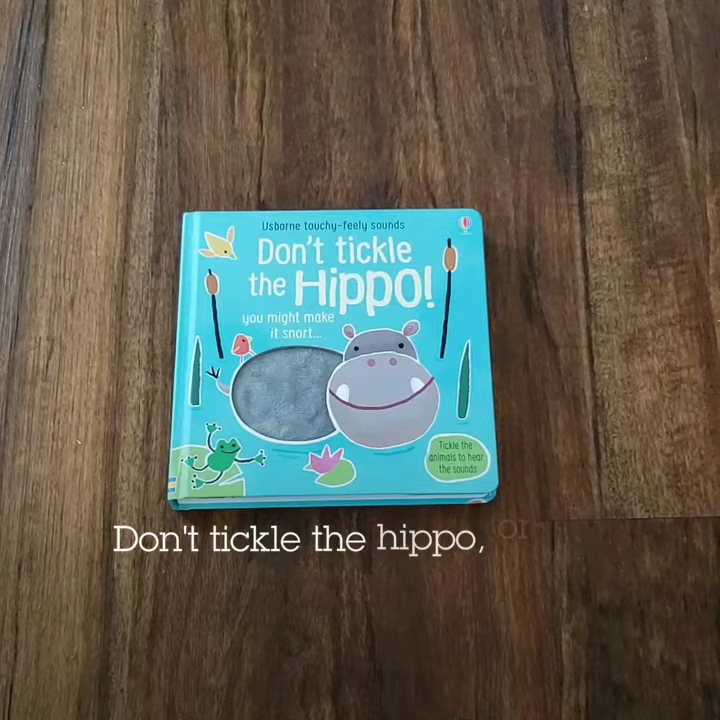 Usborne touchy-feely sounds
Don't tickle
the Hippo!
you might make
it snort...
Tickle the
animals to hear
the sounds
Don't tickle the hippo, or